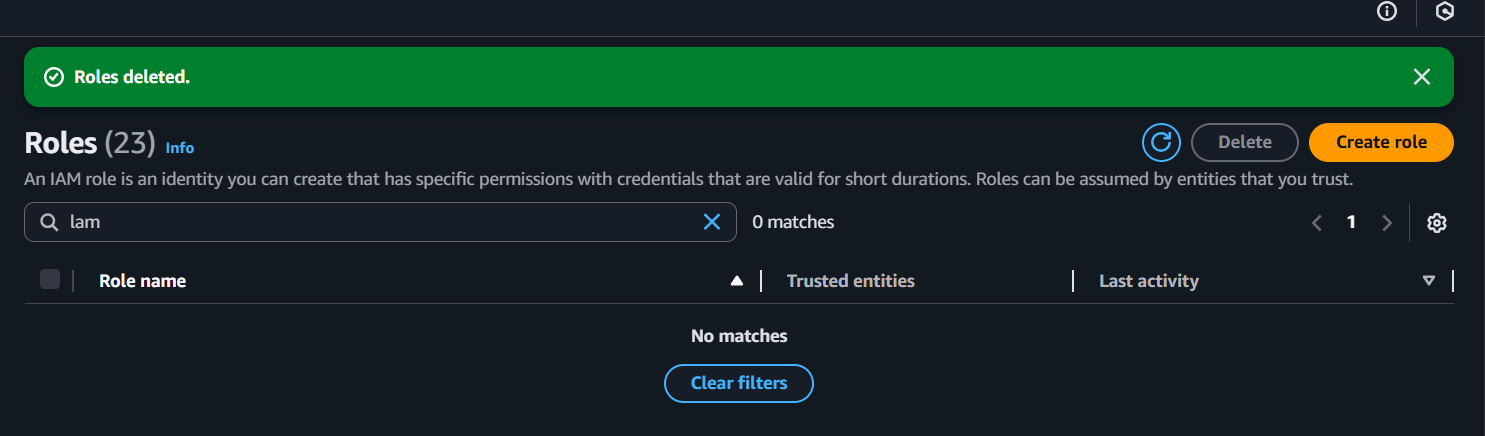 Roles deleted.
Roles (23) Info
Delete
Create role
An IAM role is an identity you can create that has specific permissions with credentials that are valid for short durations. Roles can be assumed by entities that you trust.
lam
0 matches
1
Role name
Trusted entities
Last activity
No matches
Clear filters